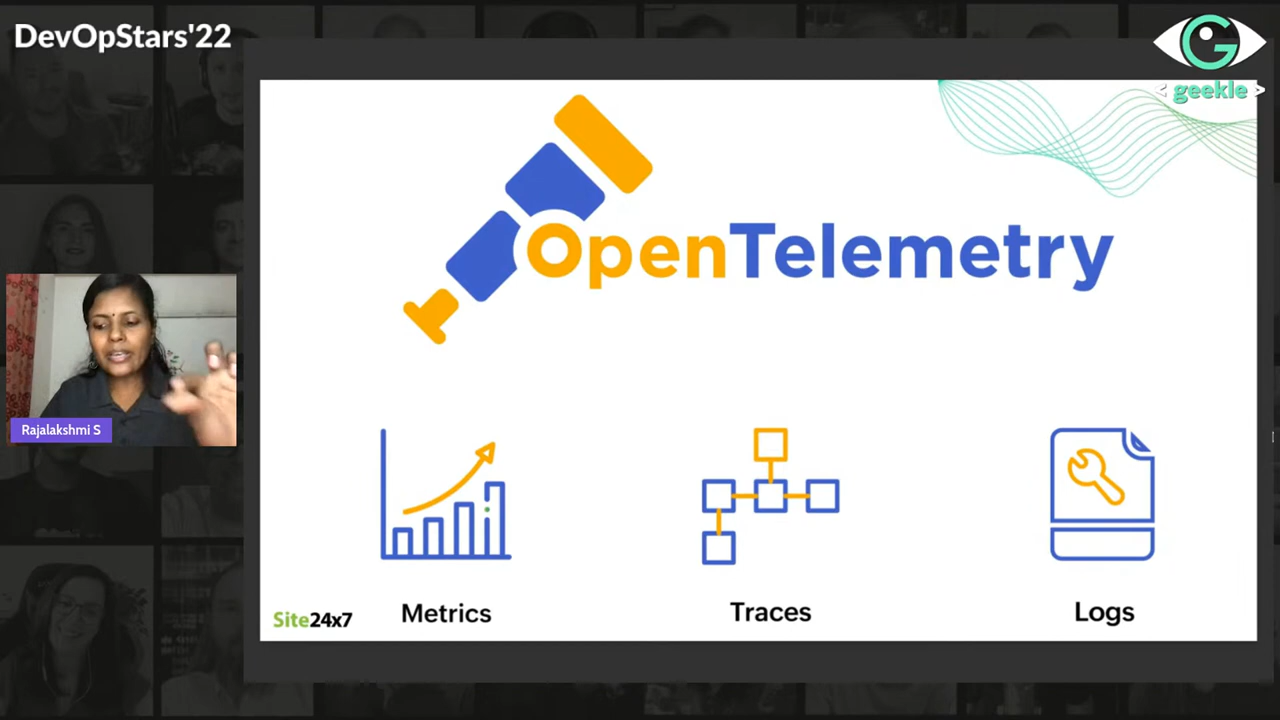 DevOpStars'22
< geekle >
OpenTelemetry
Rajalakshmi S
Metrics
Traces
Logs
Site24x7